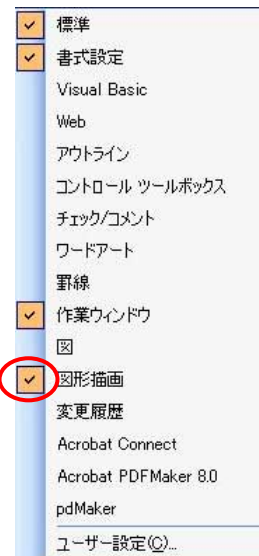 標準
書式設定
Visual Basic
Web
アウトライン
コントロール ツールボックス
チェック/コメント
ワードアート
罫線
作業ウィンドウ
図
図形描画
変更履歴
Acrobat Connect
Acrobat PDFMaker 8.0
pdMaker
ユーザー設定(C)...